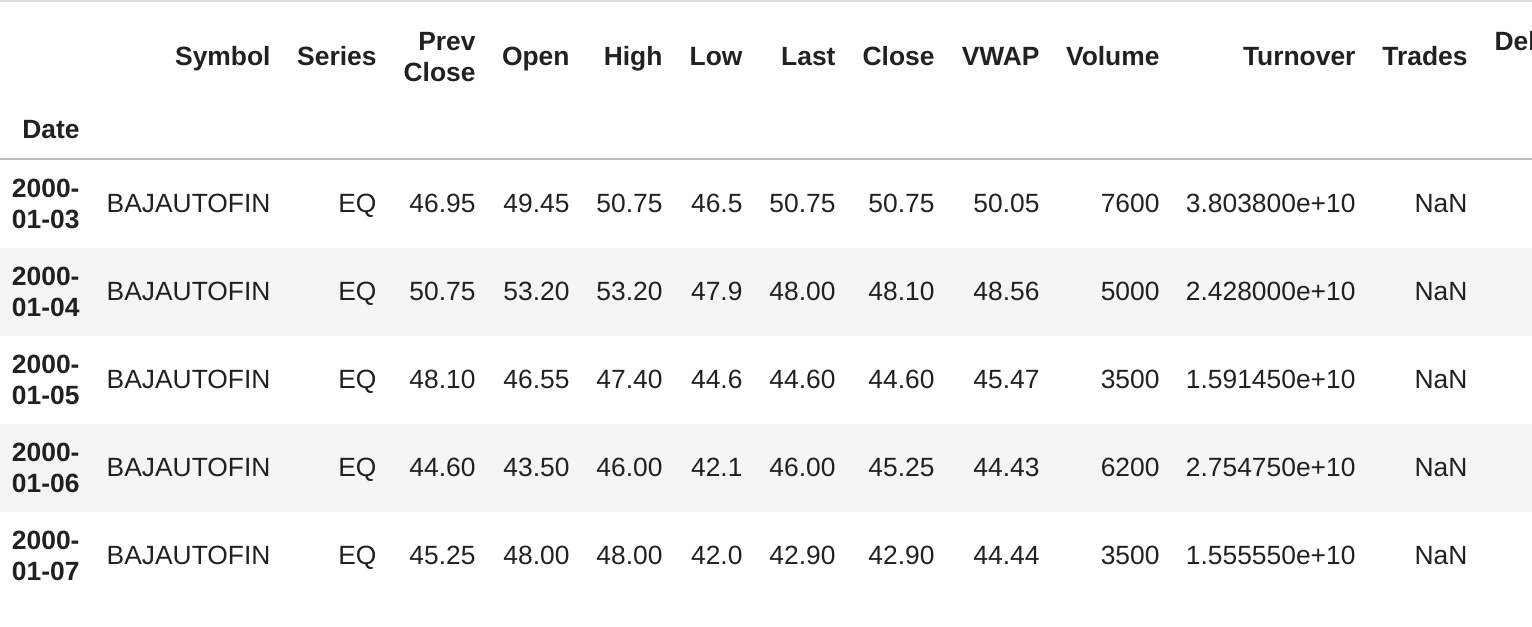 Symbol Series Prev Close Open High Low Last Close VWAP Volume Turnover Trades
Date
2000-01-03 BAJAUTOFIN EQ 46.95 49.45 50.75 46.5 50.75 50.75 50.05 7600 3.803800e+10 NaN
2000-01-04 BAJAUTOFIN EQ 50.75 53.20 53.20 47.9 48.00 48.10 48.56 5000 2.428000e+10 NaN
2000-01-05 BAJAUTOFIN EQ 48.10 46.55 47.40 44.6 44.60 44.60 45.47 3500 1.591450e+10 NaN
2000-01-06 BAJAUTOFIN EQ 44.60 43.50 46.00 42.1 46.00 45.25 44.43 6200 2.754750e+10 NaN
2000-01-07 BAJAUTOFIN EQ 45.25 48.00 48.00 42.0 42.90 42.90 44.44 3500 1.555550e+10 NaN